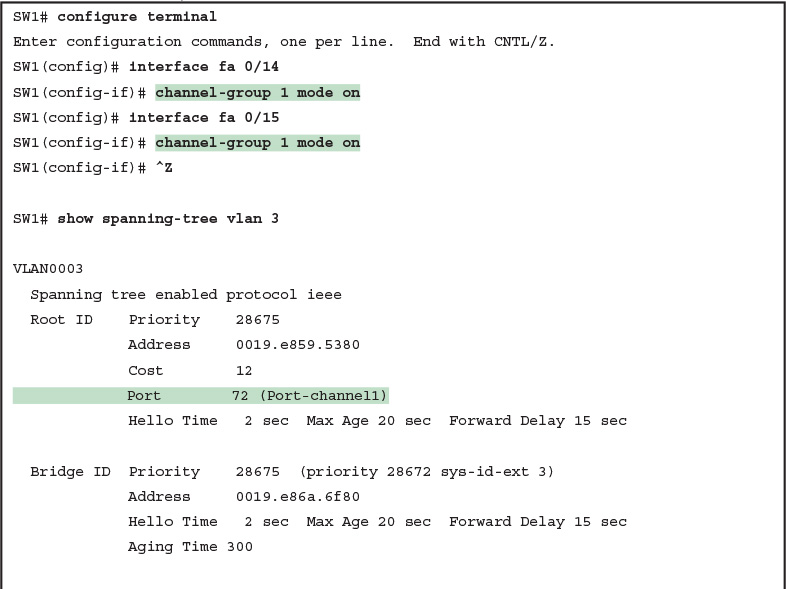 SW1# configure terminal
Enter configuration commands, one per line.  End with CNTL/Z.
SW1(config)# interface fa 0/14
SW1(config-if)# channel-group 1 mode on
SW1(config)# interface fa 0/15
SW1(config-if)# channel-group 1 mode on
SW1(config-if)# ^Z
SW1# show spanning-tree vlan 3
VLAN0003
  Spanning tree enabled protocol ieee
  Root ID    Priority    28675
             Address     0019.e859.5380
             Cost        12
             Port        72 (Port-channel1)
             Hello Time   2 sec  Max Age 20 sec  Forward Delay 15 sec
  Bridge ID  Priority    28675  (priority 28672 sys-id-ext 3)
             Address     0019.e86a.6f80
             Hello Time   2 sec  Max Age 20 sec  Forward Delay 15 sec
             Aging Time 300